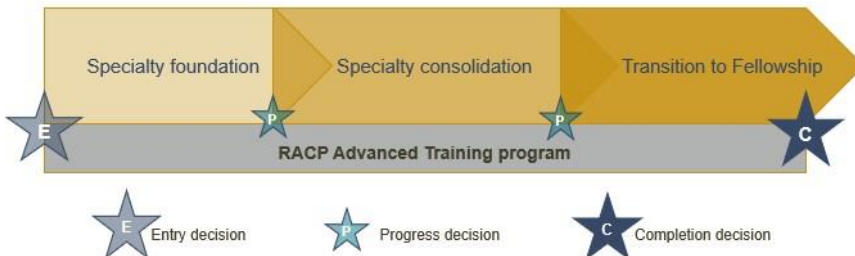 Specialty foundation
Specialty consolidation
Transition to Fellowship
E
P
P
C
RACP Advanced Training program
E Entry decision
P Progress decision
C Completion decision